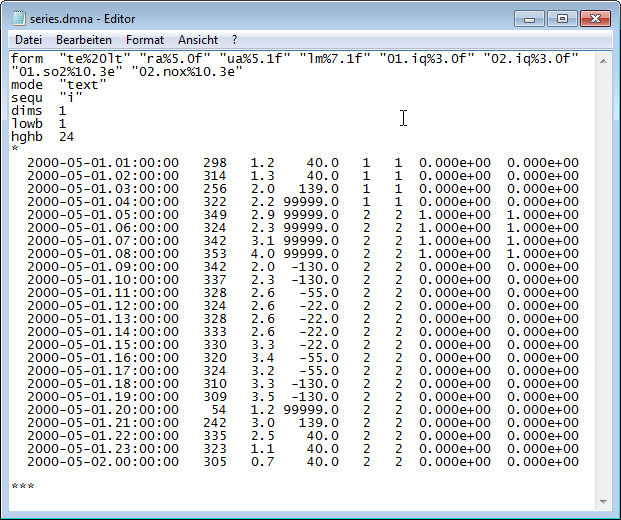 series.dmna - Editor
Datei Bearbeiten Format Ansicht ?
form  "te%20lt" "ra%5.0f" "ua%5.1f" "lm%7.1f" "01.iq%3.0f" "02.iq%3.0f"
"01.so2%10.3e" "02.nox%10.3e"
mode  "text"
sequ  "i"
dims  1
lowb  1
hghb  24
*
  2000-05-01.01:00:00   298   1.2    40.0   1   1  0.000e+00  0.000e+00
  2000-05-01.02:00:00   314   1.3    40.0   1   1  0.000e+00  0.000e+00
  2000-05-01.03:00:00   256   2.0   139.0   1   1  0.000e+00  0.000e+00
  2000-05-01.04:00:00   322   2.2 99999.0   1   1  0.000e+00  0.000e+00
  2000-05-01.05:00:00   349   2.9 99999.0   2   2  1.000e+00  1.000e+00
  2000-05-01.06:00:00   324   2.3 99999.0   2   2  1.000e+00  1.000e+00
  2000-05-01.07:00:00   342   3.1 99999.0   2   2  1.000e+00  1.000e+00
  2000-05-01.08:00:00   353   4.0 99999.0   2   2  1.000e+00  1.000e+00
  2000-05-01.09:00:00   342   2.0  -130.0   2   2  0.000e+00  0.000e+00
  2000-05-01.10:00:00   337   2.3  -130.0   2   2  0.000e+00  0.000e+00
  2000-05-01.11:00:00   328   2.6   -55.0   2   2  0.000e+00  0.000e+00
  2000-05-01.12:00:00   324   2.6   -22.0   2   2  0.000e+00  0.000e+00
  2000-05-01.13:00:00   328   2.6   -22.0   2   2  0.000e+00  0.000e+00
  2000-05-01.14:00:00   333   2.6   -22.0   2   2  0.000e+00  0.000e+00
  2000-05-01.15:00:00   330   3.3   -22.0   2   2  0.000e+00  0.000e+00
  2000-05-01.16:00:00   320   3.4   -55.0   2   2  0.000e+00  0.000e+00
  2000-05-01.17:00:00   324   3.2   -55.0   2   2  0.000e+00  0.000e+00
  2000-05-01.18:00:00   310   3.3  -130.0   2   2  0.000e+00  0.000e+00
  2000-05-01.19:00:00   309   3.5  -130.0   2   2  0.000e+00  0.000e+00
  2000-05-01.20:00:00    54   1.2 99999.0   2   2  0.000e+00  0.000e+00
  2000-05-01.21:00:00   242   3.0   139.0   2   2  0.000e+00  0.000e+00
  2000-05-01.22:00:00   335   2.5    40.0   2   2  0.000e+00  0.000e+00
  2000-05-01.23:00:00   323   1.1    40.0   2   2  0.000e+00  0.000e+00
  2000-05-02.00:00:00   305   0.7    40.0   2   2  0.000e+00  0.000e+00
***